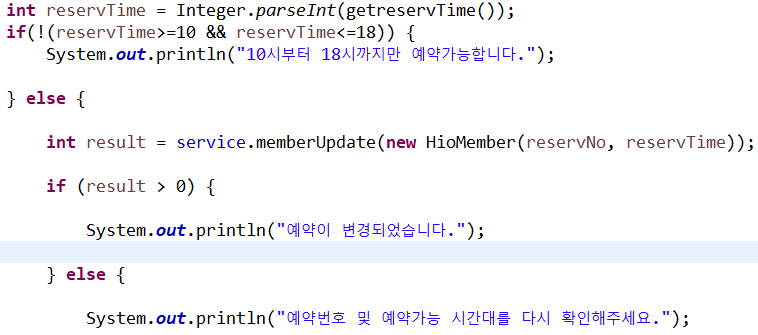 int reservTime = Integer.parseInt(getreservTime());
if(!(reservTime>=10 && reservTime<=18)) {
System.out.println("10시부터 18시까지만 예약가능합니다.");
} else {
int result = service.memberUpdate(new HioMember(reservNo, reservTime));
if (result > 0) {
System.out.println("예약이 변경되었습니다.");
} else {
System.out.println("예약번호 및 예약가능 시간대를 다시 확인해주세요.");